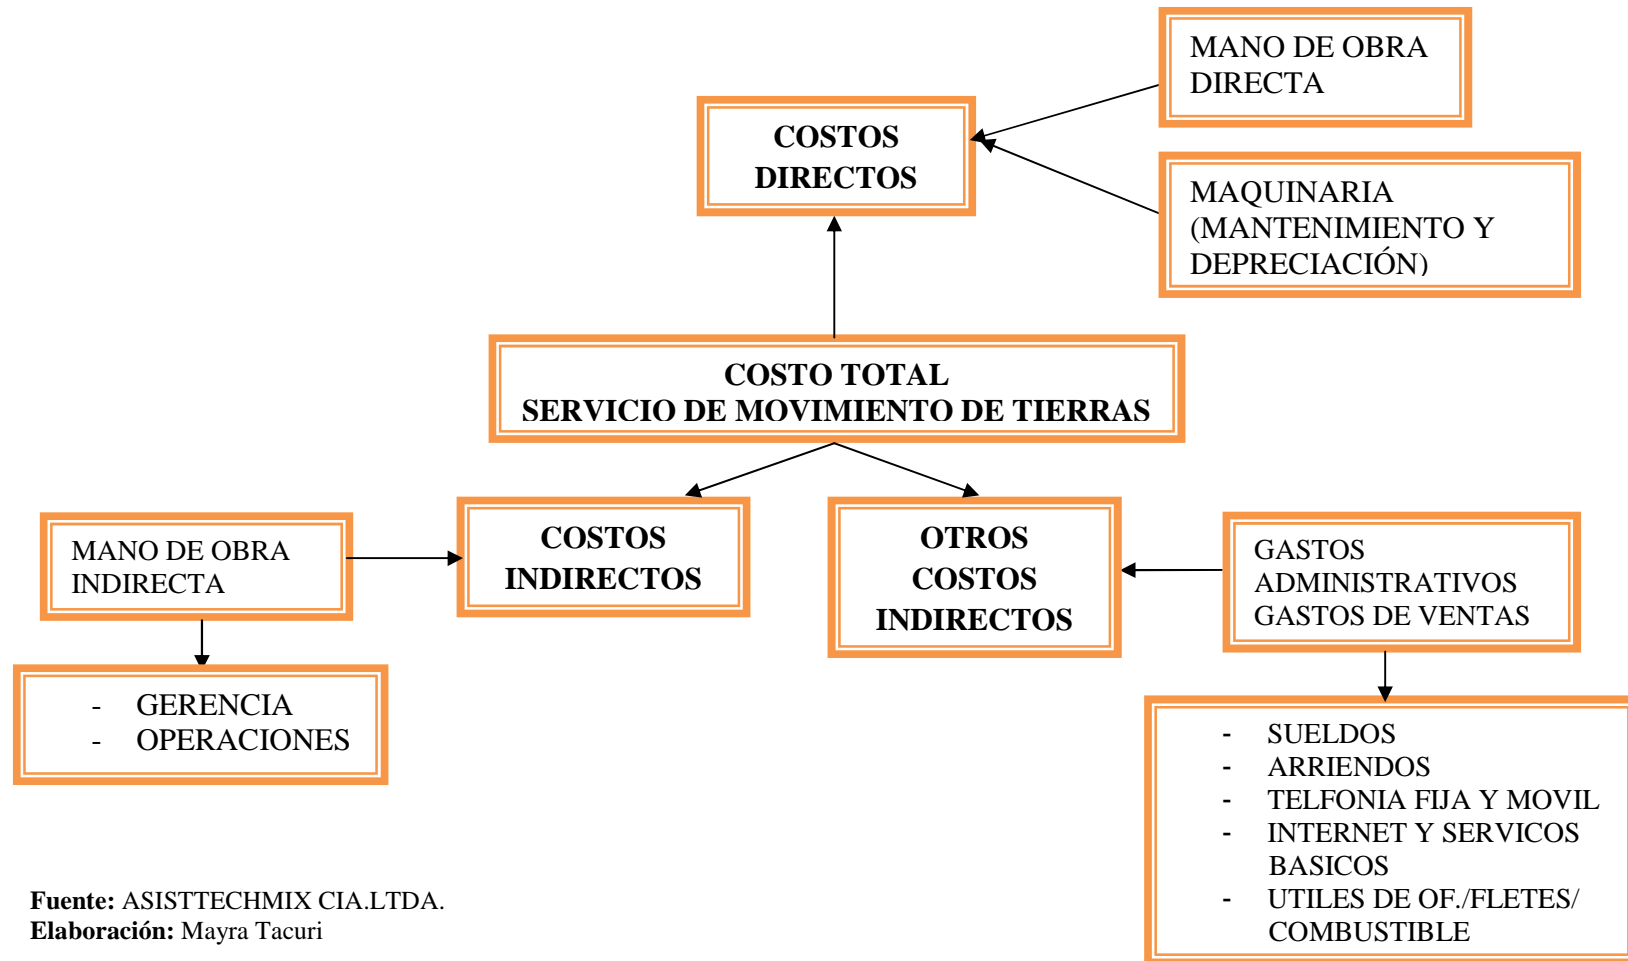 MANO DE OBRA
DIRECTA
COSTOS
DIRECTOS
MAQUINARIA
(MANTENIMIENTO Y
DEPRECIACIÓN)
COSTO TOTAL
SERVICIO DE MOVIMIENTO DE TIERRAS
MANO DE OBRA
INDIRECTA
COSTOS
INDIRECTOS
OTROS
COSTOS
INDIRECTOS
GASTOS
ADMINISTRATIVOS
GASTOS DE VENTAS
- GERENCIA
- OPERACIONES
- SUELDOS
- ARRIENDOS
- TELFONIA FIJA Y MOVIL
- INTERNET Y SERVICOS
BASICOS
- UTILES DE OF./FLETES/
COMBUSTIBLE
Fuente: ASISTTECHMIX CIA.LTDA.
Elaboración: Mayra Tacuri